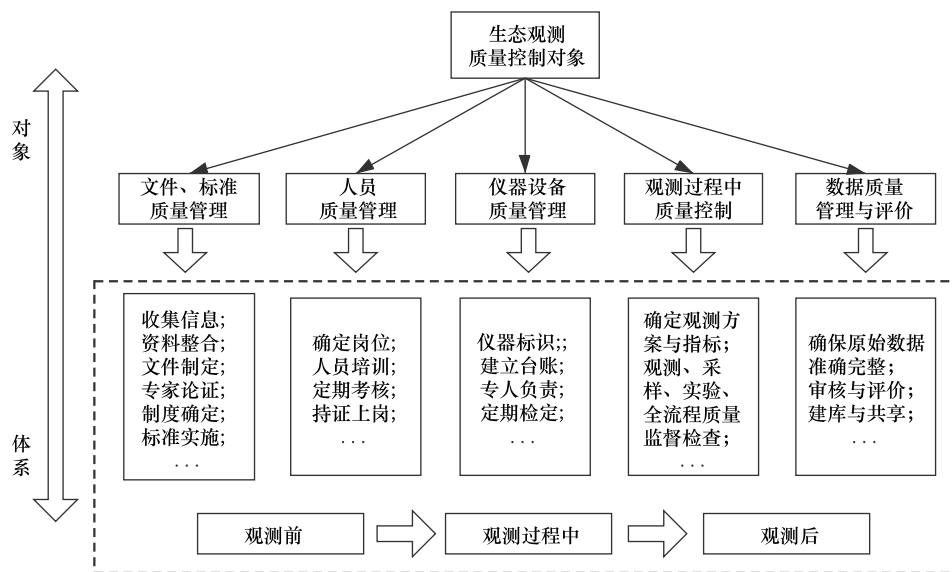 生态观测
质量控制对象
对
象
文件、标准
质量管理
人员
质量管理
仪器设备
质量管理
观测过程中
质量控制
数据质量
管理与评价
收集信息;
资料整合;
文件制定;
专家论证;
制度确定;
标准实施;
...
确定岗位;
人员培训;
定期考核;
持证上岗;
...
仪器标识;;
建立台账;
专人负责;
定期检定;
...
确定观测方
案与指标;
观测、采
样、实验、
全流程质量
监督检查;
...
确保原始数据
准确完整;
审核与评价;
建库与共享;
...
体
系
观测前
观测过程中
观测后